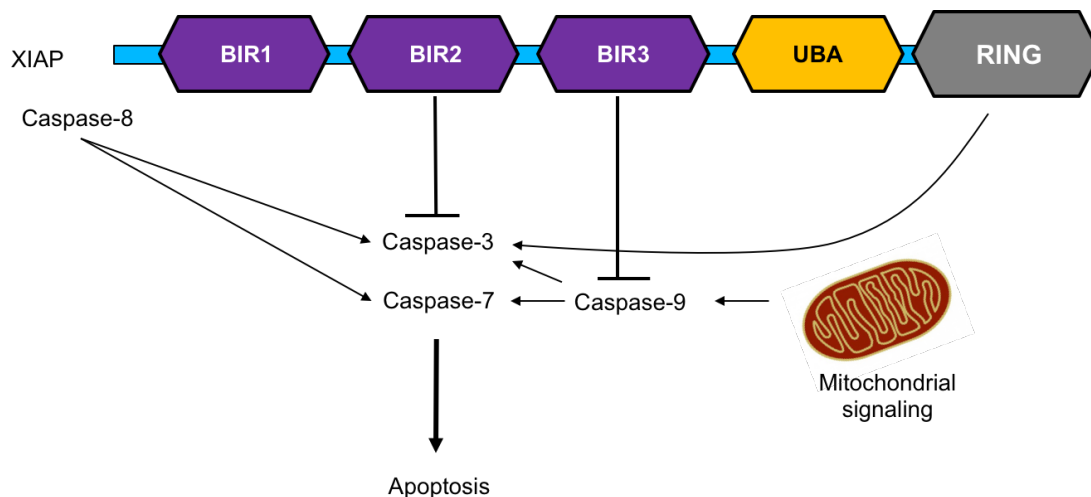 XIAP
BIR1
BIR2
BIR3
UBA
RING
Caspase-8
Caspase-3
Caspase-7
Caspase-9
Mitochondrial
signaling
Apoptosis